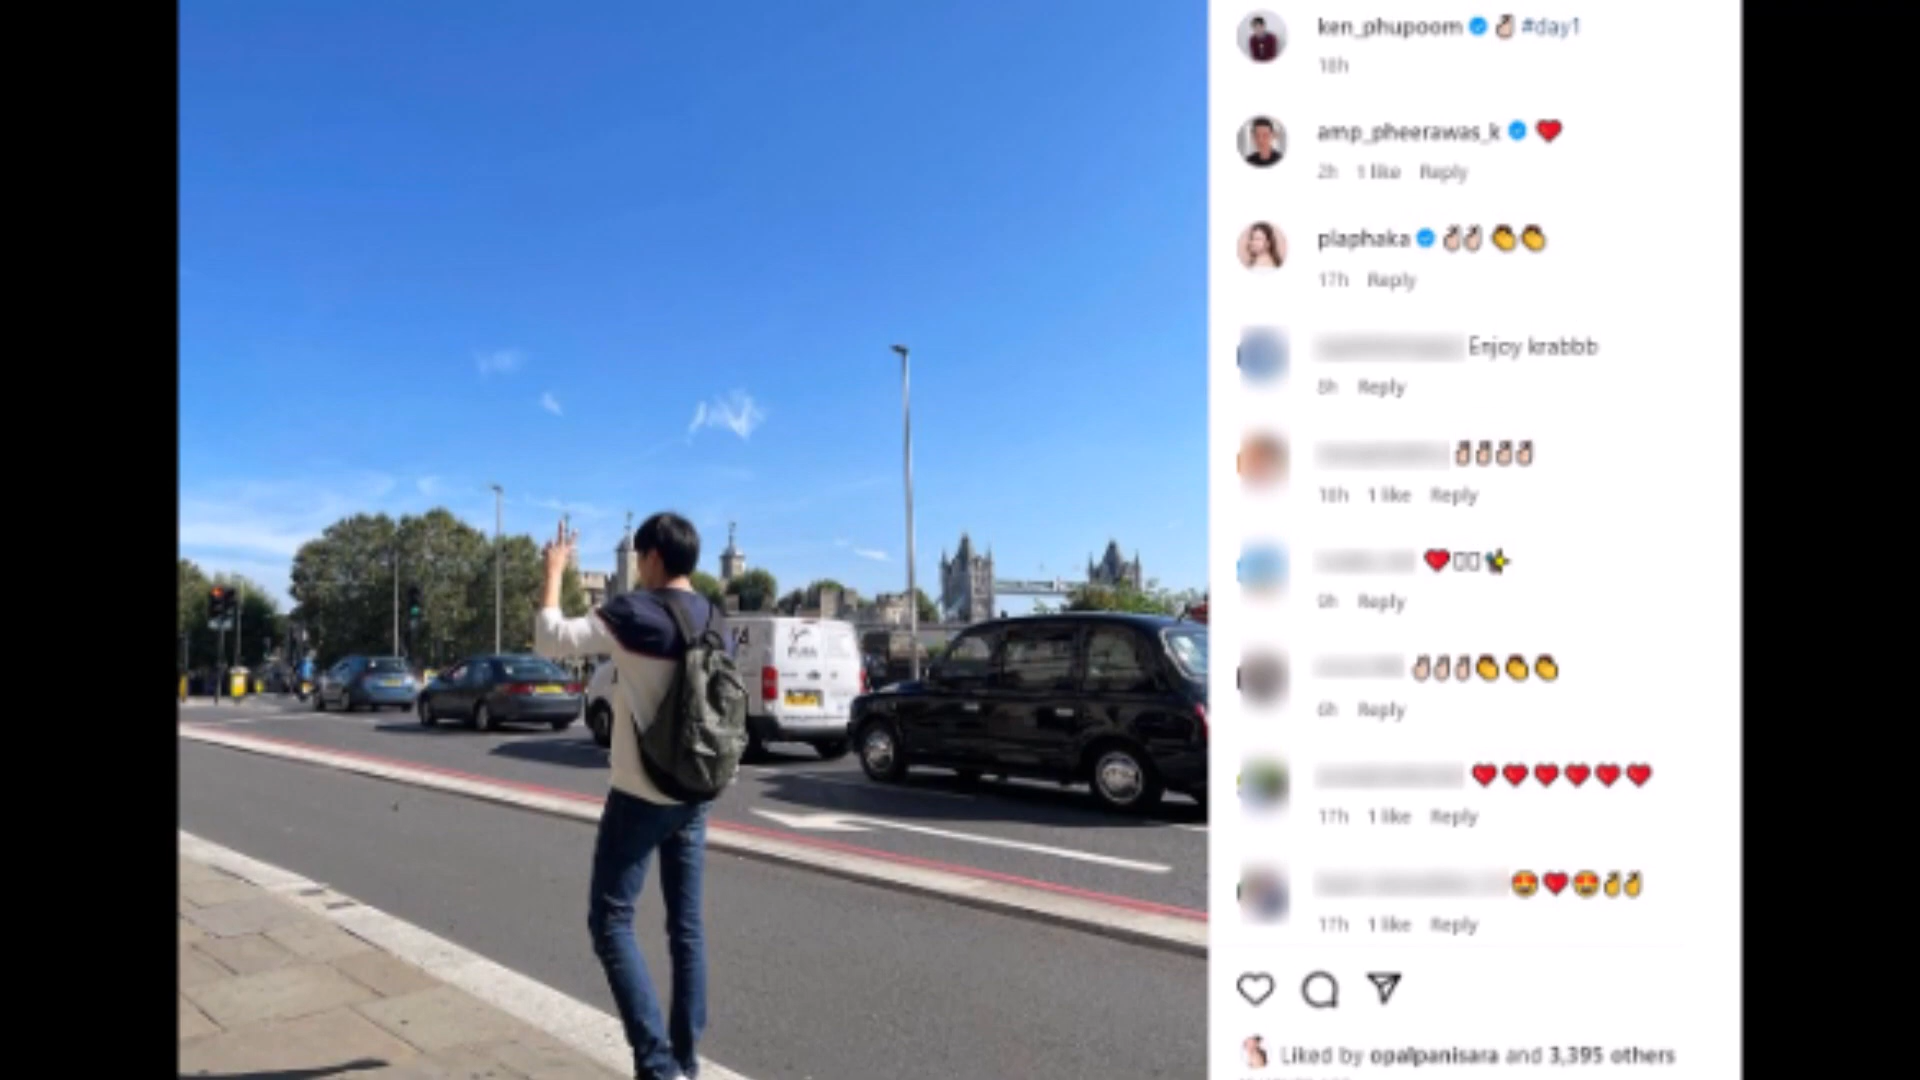 ken_phupoom 👌🏻 #day1
18h
amp_pheerawas_k ❤️
2h 1 like Reply
plaphaka 👌🏻👌🏻👏👏
17h Reply
Enjoy krabbb
8h Reply
👌🏻👌🏻👌🏻👌🏻
18h 1 like Reply
❤️
9h Reply
👌🏻👌🏻👌🏻👏👏👏
6h Reply
❤️❤️❤️❤️❤️❤️
17h 1 like Reply
😍❤️😍👌👌
17h 1 like Reply
Liked by opalpanisara and 3,395 others